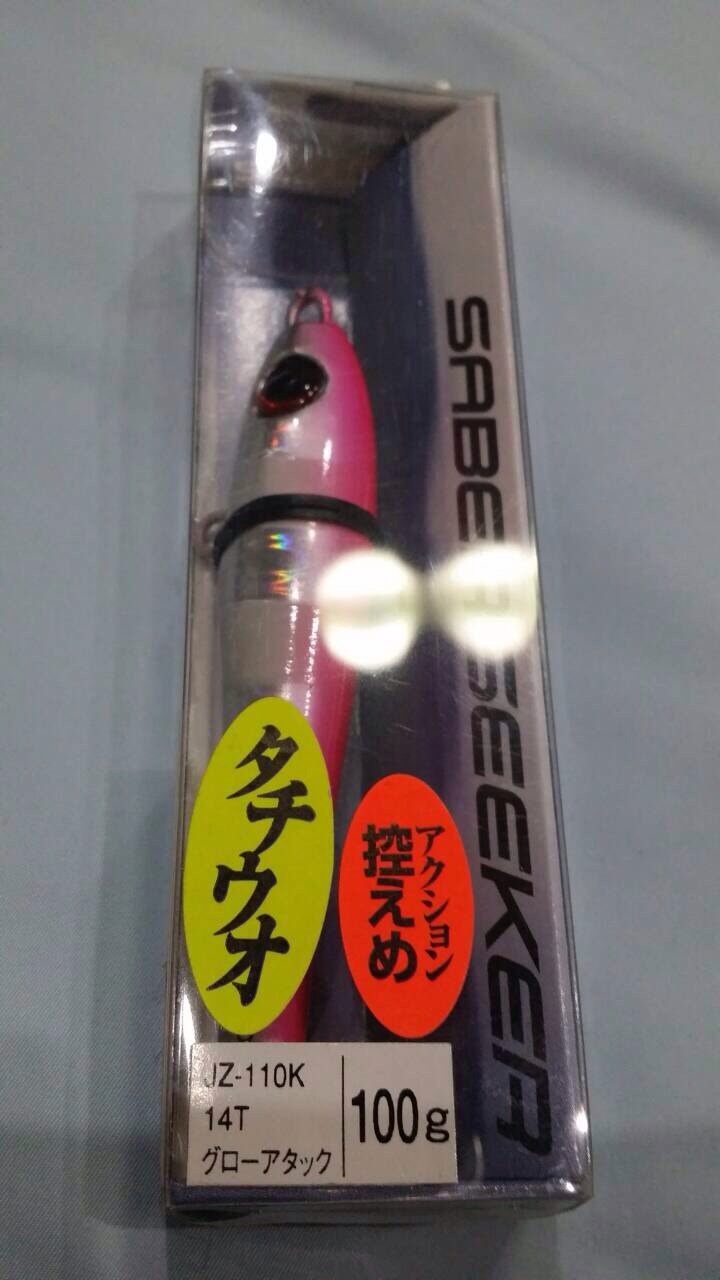 SABER SEEKER
タチウオ
アクション
控えめ
JZ-110K
14T
グローアタック
100g